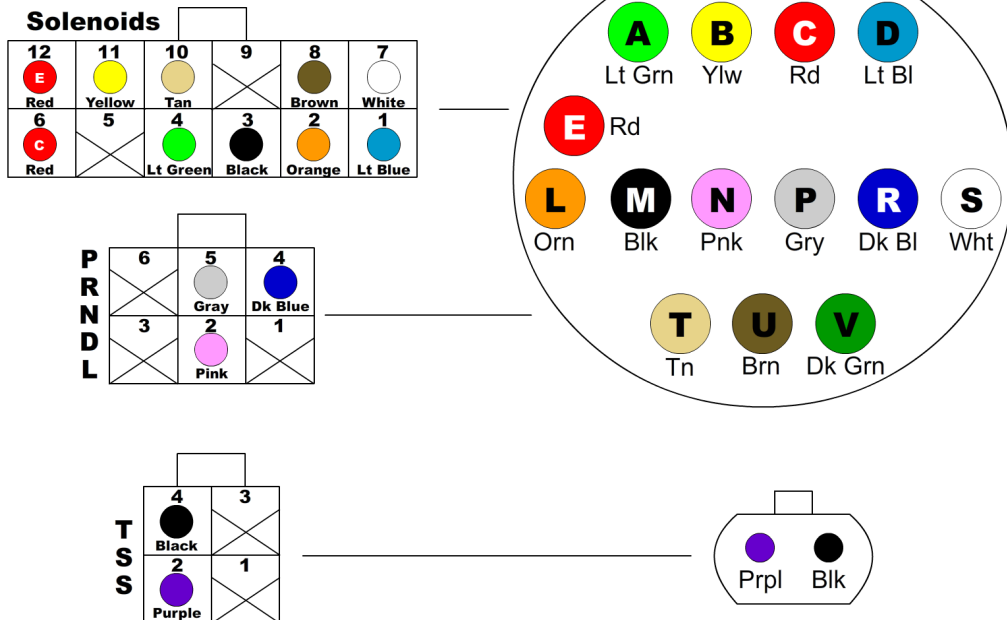 Solenoids
12 11 10 9 8 7
E
Red Yellow Tan Brown White
6 5 4 3 2 1
C
Red Lt Green Black Orange Lt Blue
A B C D
Lt Grn Ylw Rd Lt Bl
E Rd
L M N P R S
Orn Blk Pnk Gry Dk Bl Wht
T U V
Tn Brn Dk Grn
PRNDL
6 5 4
Gray Dk Blue
3 2 1
Pink
TSS
4 3
Black
2 1
Purple
Prpl Blk